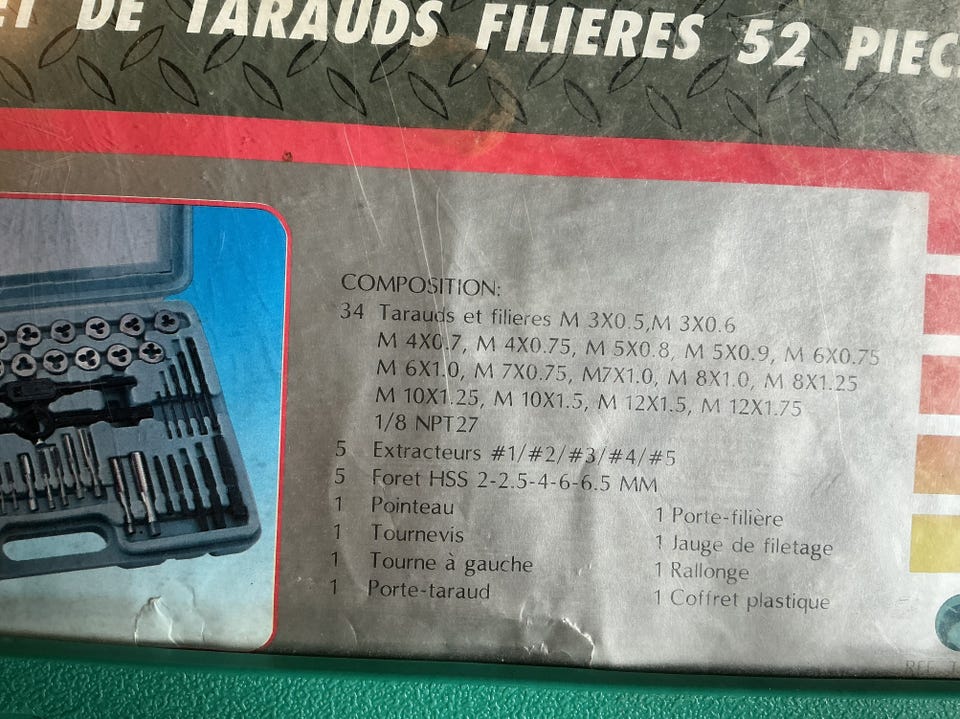 DE TARAUDS FILIERES 52
COMPOSITION:
34 Tarauds et filieres M 3X0.5,M 3X0.6
M 4X0.7, M 4X0.75, M 5X0.8, M 5X0.9, M 6X0.75
M 6X1.0, M 7X0.75, M7X1.0, M 8X1.0, M 8X1.25
M 10X1.25, M 10X1.5, M 12X1.5, M 12X1.75
1/8 NPT27
5 Extracteurs #1/#2/#3/#4/#5
5 Foret HSS 2-2.5-4-6-6.5 MM
1 Pointeau
1 Tournevis
1 Tourne à gauche
1 Porte-taraud
1 Porte-filière
1 Jauge de filetage
1 Rallonge
1 Coffret plastique